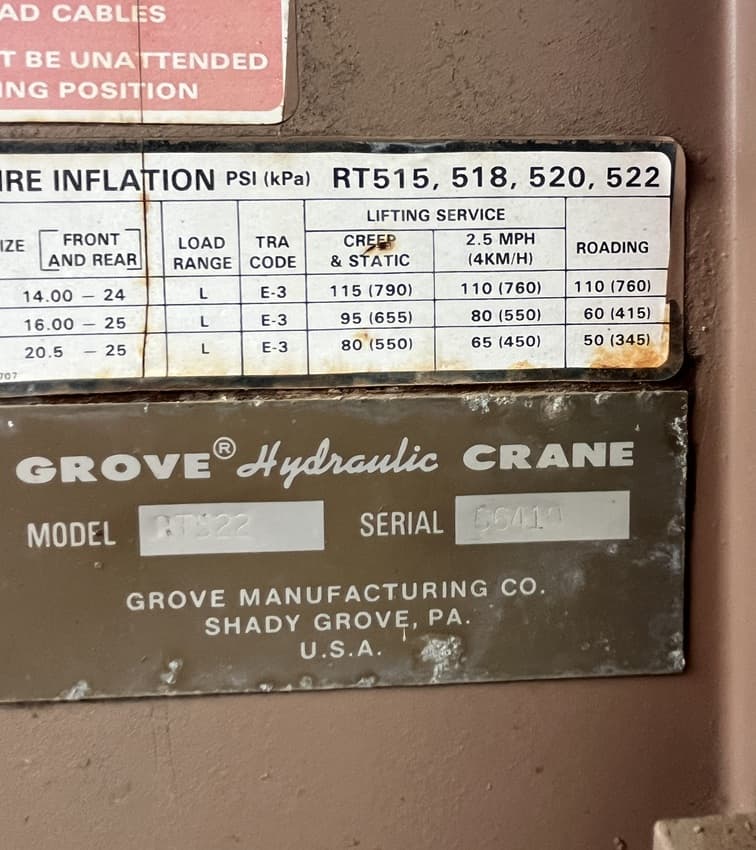 AD CABLES
T BE UNATTENDED
ING POSITION
IRE INFLATION PSI (kPa) RT515, 518, 520, 522
IZE FRONT AND REAR LOAD RANGE TRA CODE LIFTING SERVICE CREEP & STATIC 2.5 MPH (4KM/H) ROADING
14.00 – 24 L E-3 115 (790) 110 (760) 110 (760)
16.00 – 25 L E-3 95 (655) 80 (550) 60 (415)
20.5 – 25 L E-3 80 (550) 65 (450) 50 (345)
707
GROVE® Hydraulic CRANE
MODEL RT522 SERIAL
GROVE MANUFACTURING CO.
SHADY GROVE, PA.
U.S.A.